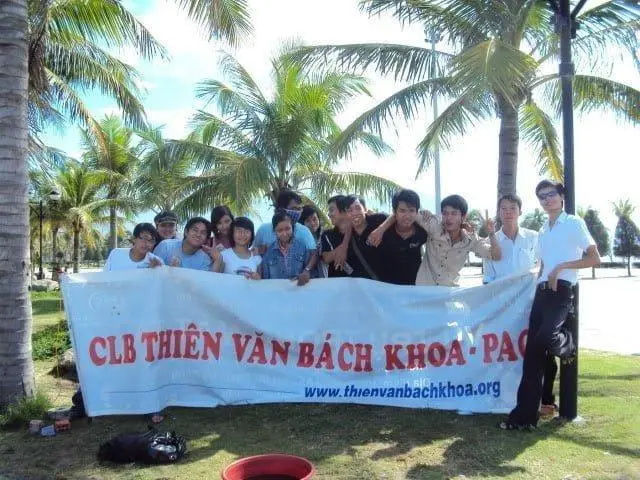 CLB THIÊN VĂN BÁCH KHOA - PAC
www.thienvanbachkhoa.org